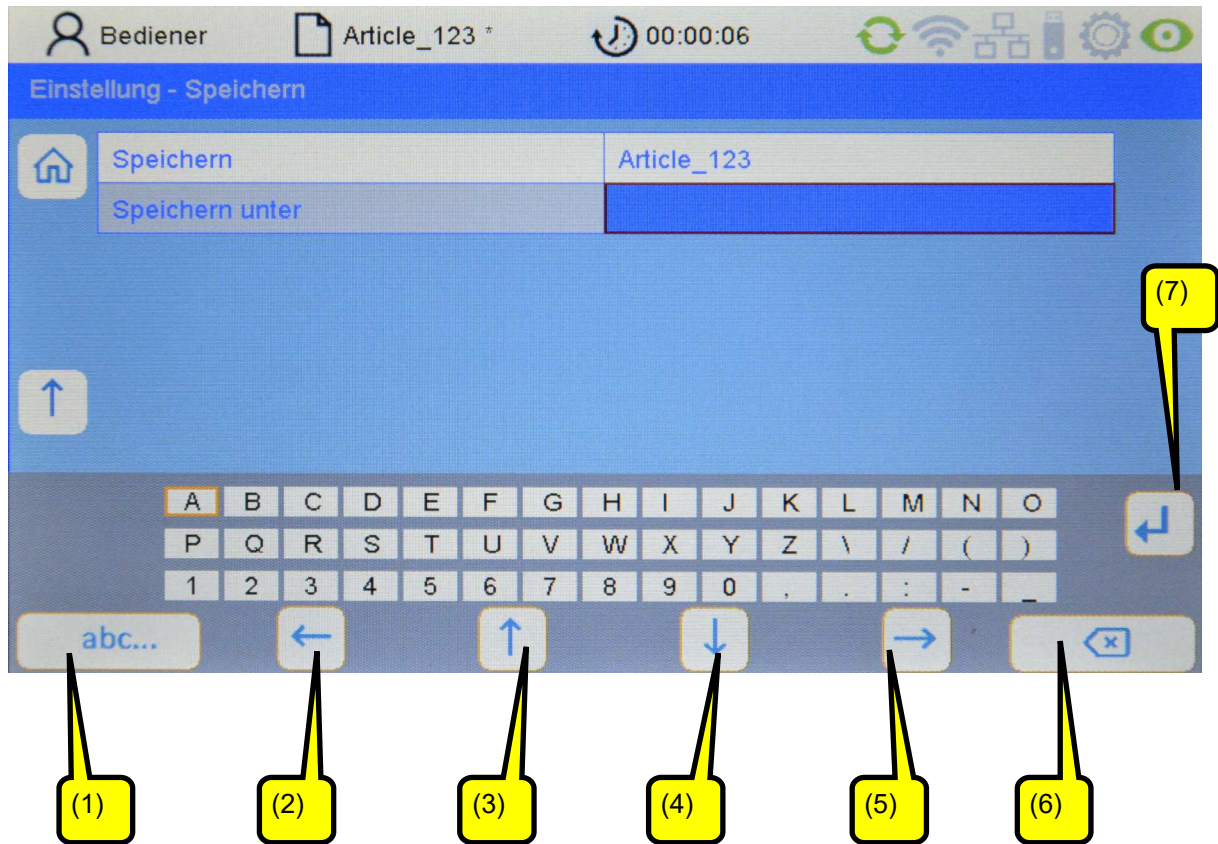 Bediener Article_123 * 00:00:06
Einstellung - Speichern
Speichern Article_123
Speichern unter
(7)
A B C D E F G H I J K L M N O
P Q R S T U V W X Y Z \ / ( )
1 2 3 4 5 6 7 8 9 0 , . : - _
abc...
(1) (2) (3) (4) (5) (6)